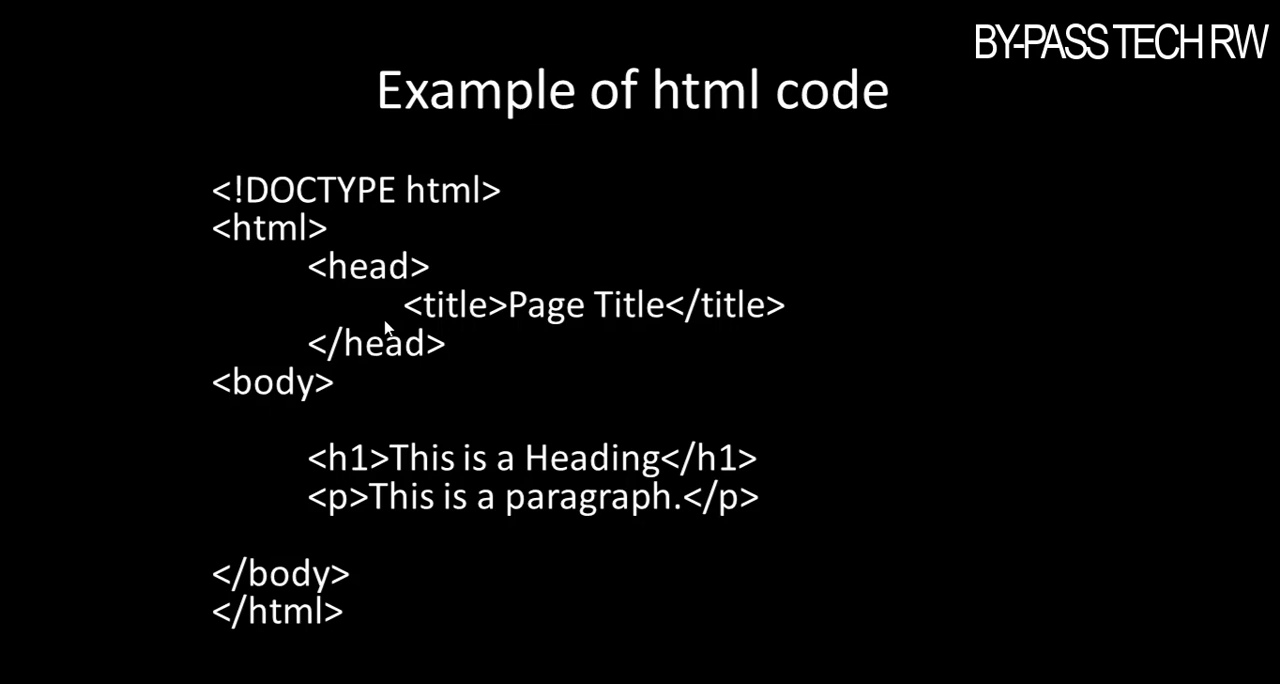 BY-PASS TECH RW
Example of html code
<!DOCTYPE html>
<html>
<head>
<title>Page Title</title>
</head>
<body>
<h1>This is a Heading</h1>
<p>This is a paragraph.</p>
</body>
</html>